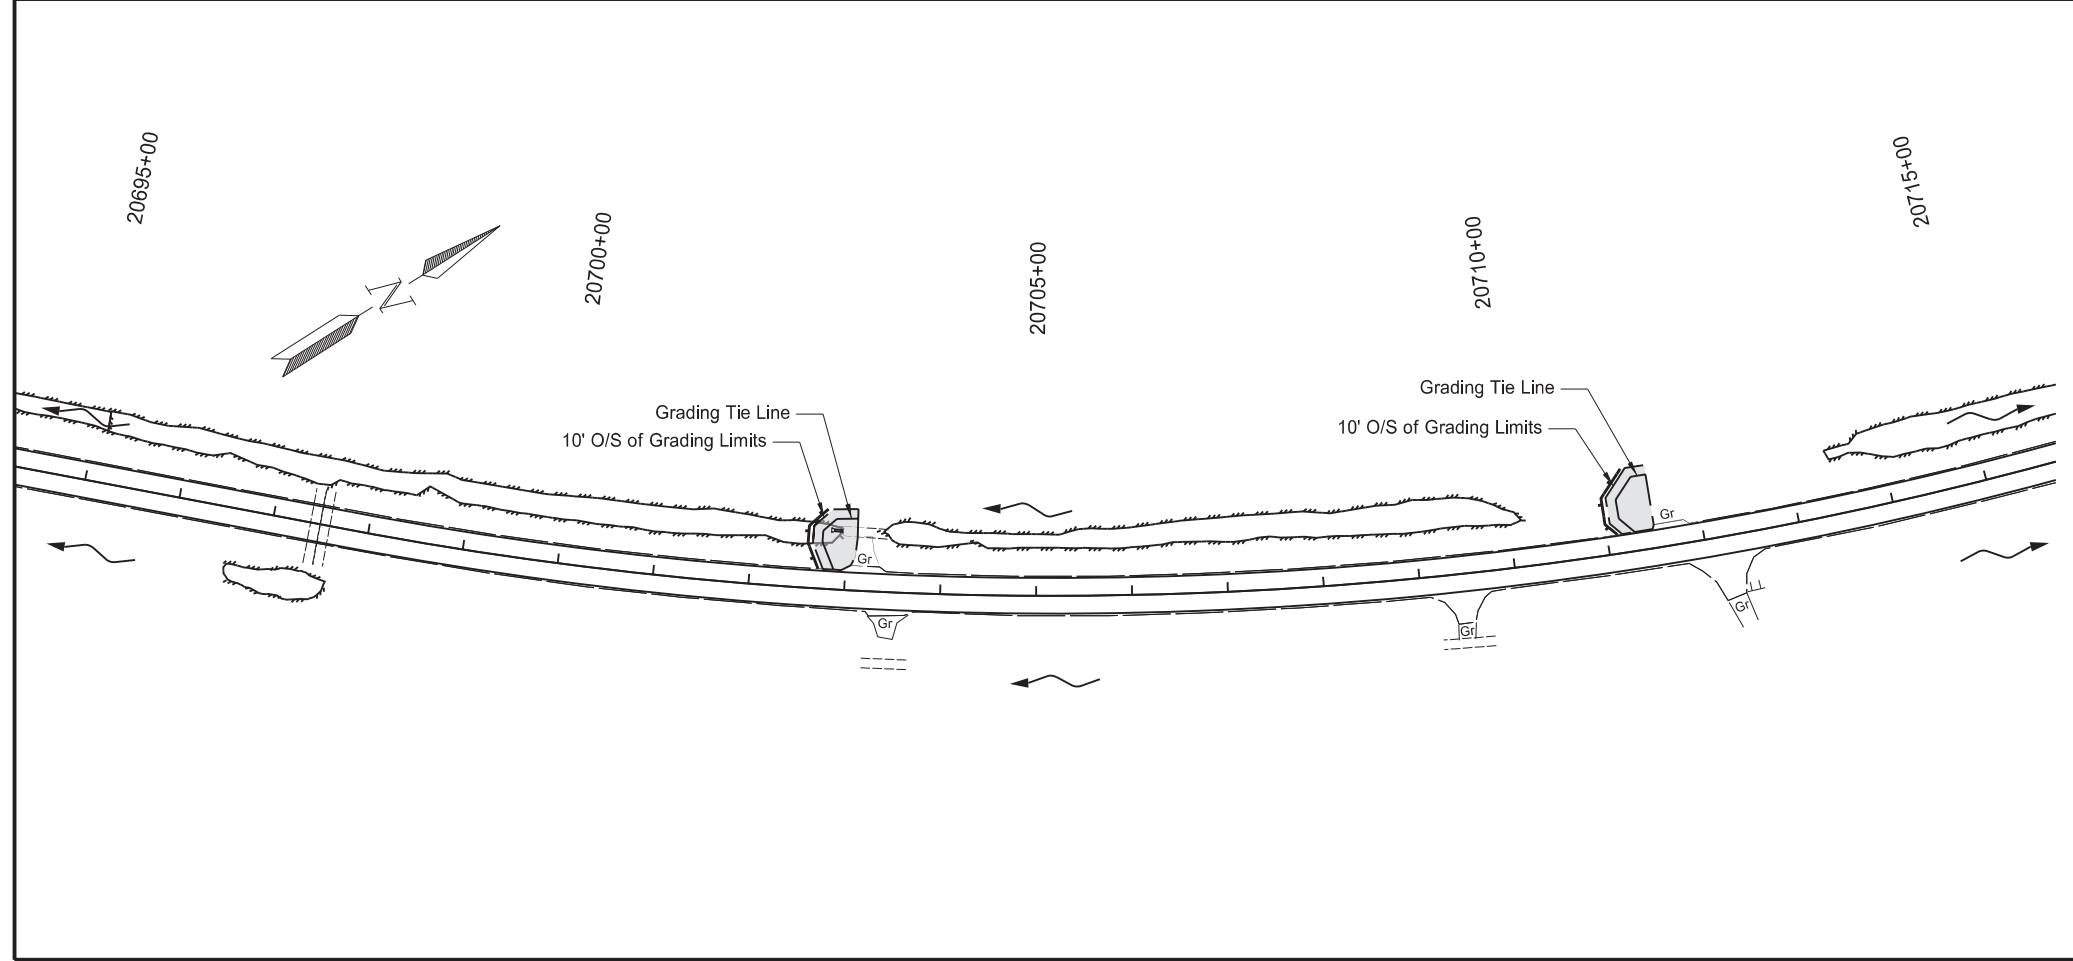 20695+00
20700+00
20705+00
20710+00
20715+00
N
Grading Tie Line
10' O/S of Grading Limits
Grading Tie Line
10' O/S of Grading Limits
Gr
Gr
Gr
Gr
Gr